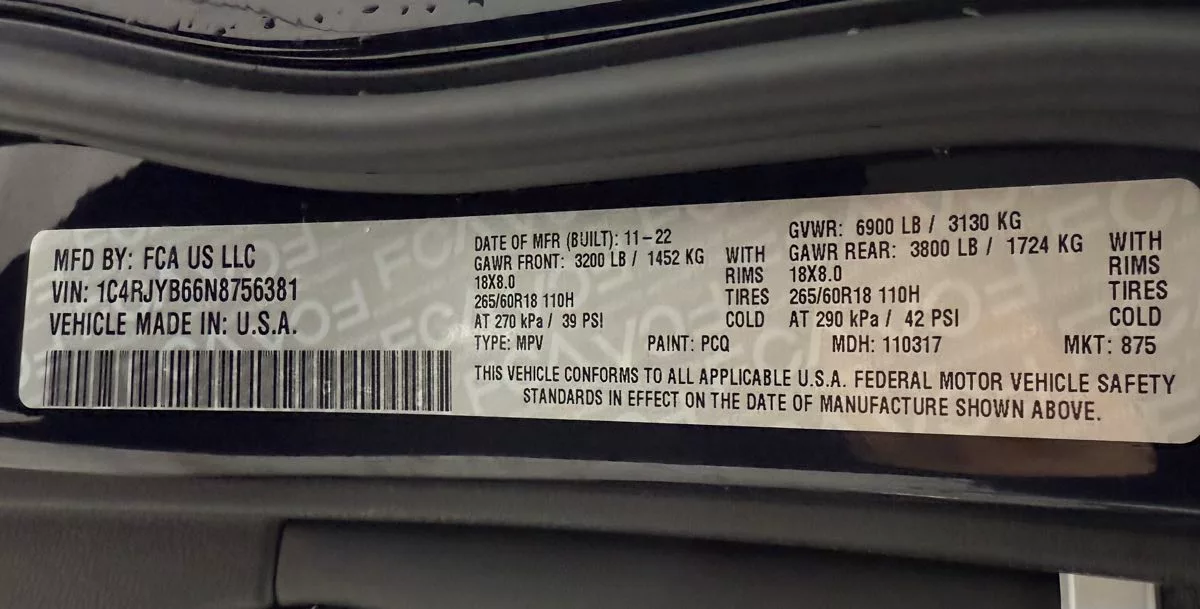 MFD BY: FCA US LLC
VIN: 1C4RJYB66N8756381
VEHICLE MADE IN: U.S.A.
DATE OF MFR (BUILT): 11-22
GAWR FRONT: 3200 LB / 1452 KG WITH
18X8.0 RIMS
265/60R18 110H TIRES
AT 270 kPa / 39 PSI COLD
GVWR: 6900 LB / 3130 KG
GAWR REAR: 3800 LB / 1724 KG WITH
18X8.0 RIMS
265/60R18 110H TIRES
AT 290 kPa / 42 PSI COLD
TYPE: MPV PAINT: PCQ MDH: 110317 MKT: 875
THIS VEHICLE CONFORMS TO ALL APPLICABLE U.S.A. FEDERAL MOTOR VEHICLE SAFETY
STANDARDS IN EFFECT ON THE DATE OF MANUFACTURE SHOWN ABOVE.